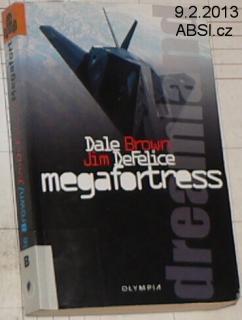 9.2.2013
ABSI.cz
Dale Brown
Jim DeFelice
megafortress
dreamland
OLYMPIA